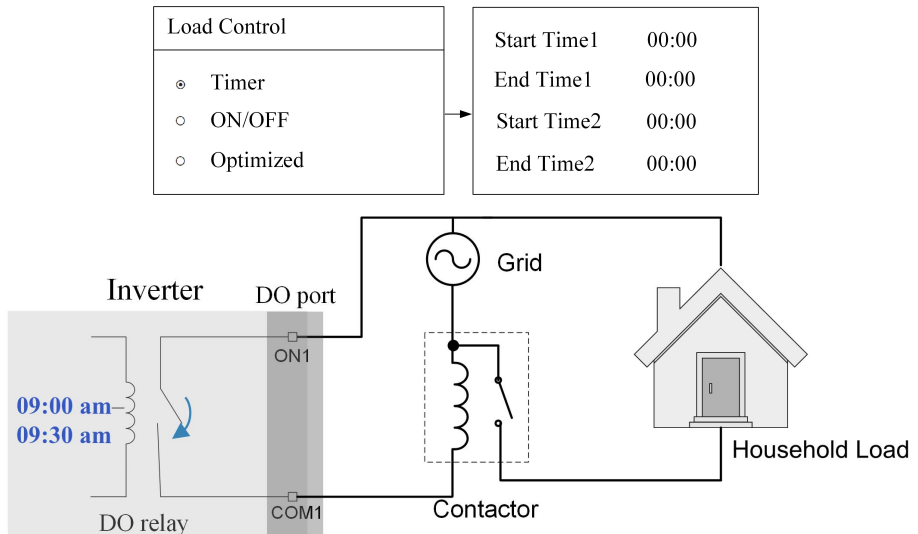 Load Control
Timer
ON/OFF
Optimized
Start Time1 00:00
End Time1 00:00
Start Time2 00:00
End Time2 00:00
Grid
Inverter
DO port
ON1
09:00 am
09:30 am
Household Load
COM1
Contactor
DO relay